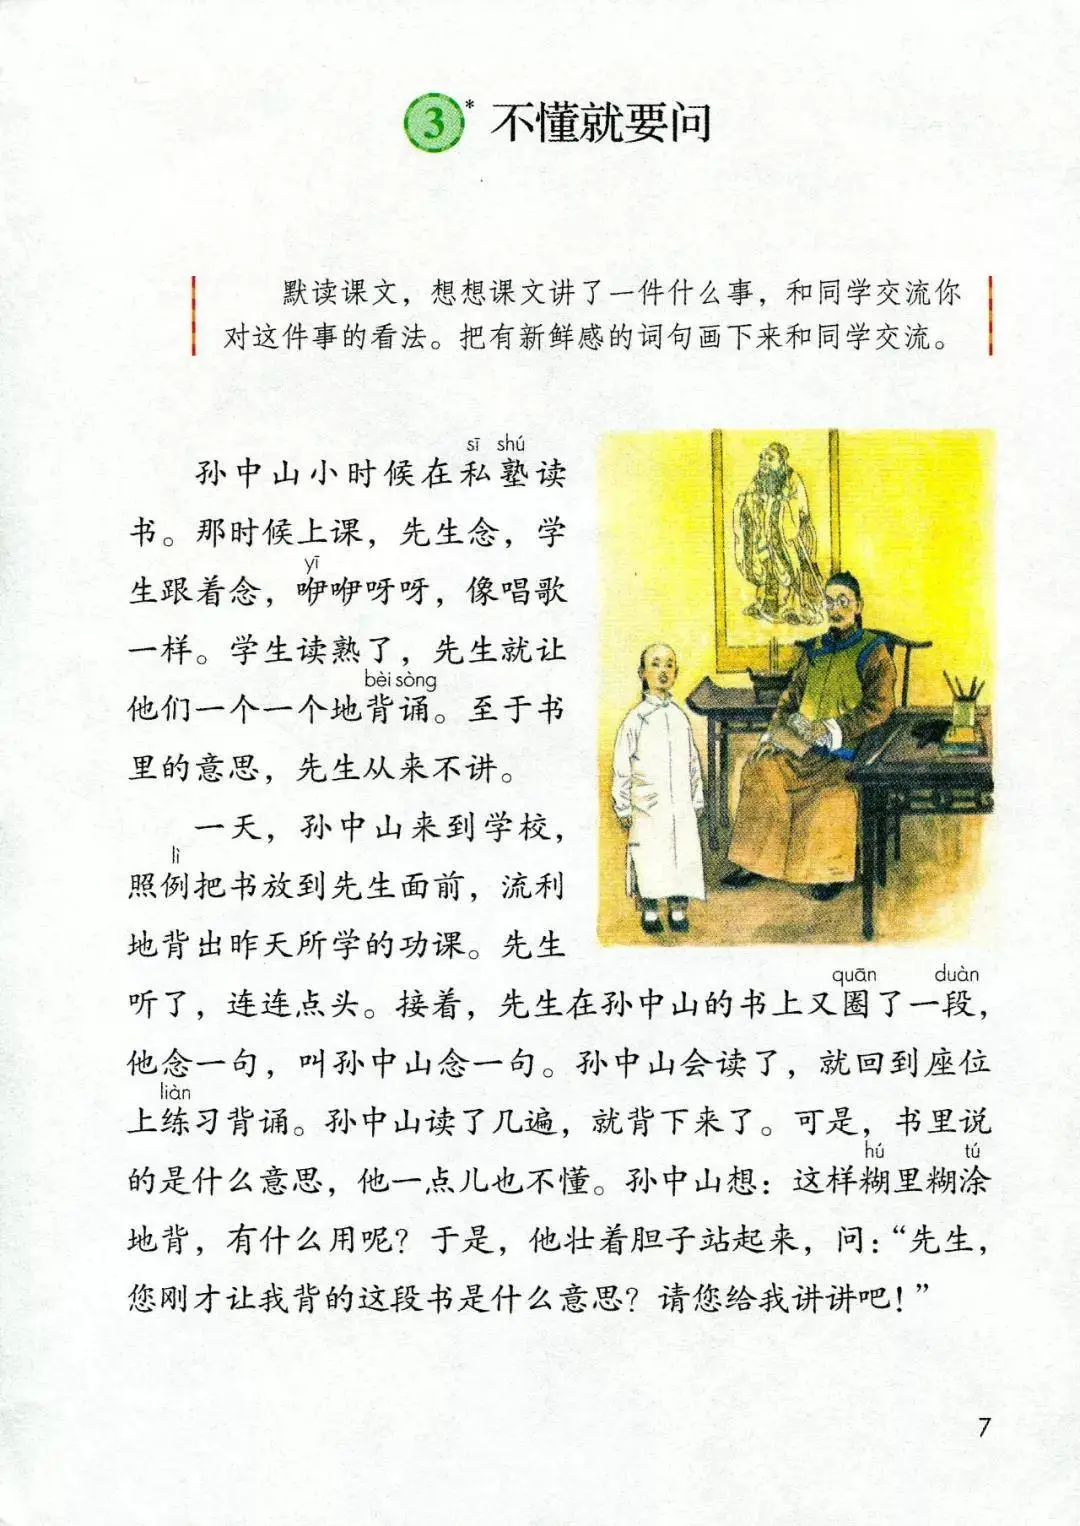 3* 不懂就要问
默读课文，想想课文讲了一件什么事，和同学交流你
对这件事的看法。把有新鲜感的词句画下来和同学交流。
sī shú
孙中山小时候在私塾读
书。那时候上课，先生念，学
yī
生跟着念，咿咿呀呀，像唱歌
一样。学生读熟了，先生就让
bèi sòng
他们一个一个地背诵。至于书
里的意思，先生从来不讲。
一天，孙中山来到学校，
lì
照例把书放到先生面前，流利
地背出昨天所学的功课。先生
quān duàn
听了，连连点头。接着，先生在孙中山的书上又圈了一段，
他念一句，叫孙中山念一句。孙中山会读了，就回到座位
liàn
上练习背诵。孙中山读了几遍，就背下来了。可是，书里说
hú tú
的是什么意思，他一点儿也不懂。孙中山想：这样糊里糊涂
地背，有什么用呢？于是，他壮着胆子站起来，问：“先生，
您刚才让我背的这段书是什么意思？请您给我讲讲吧！”
7